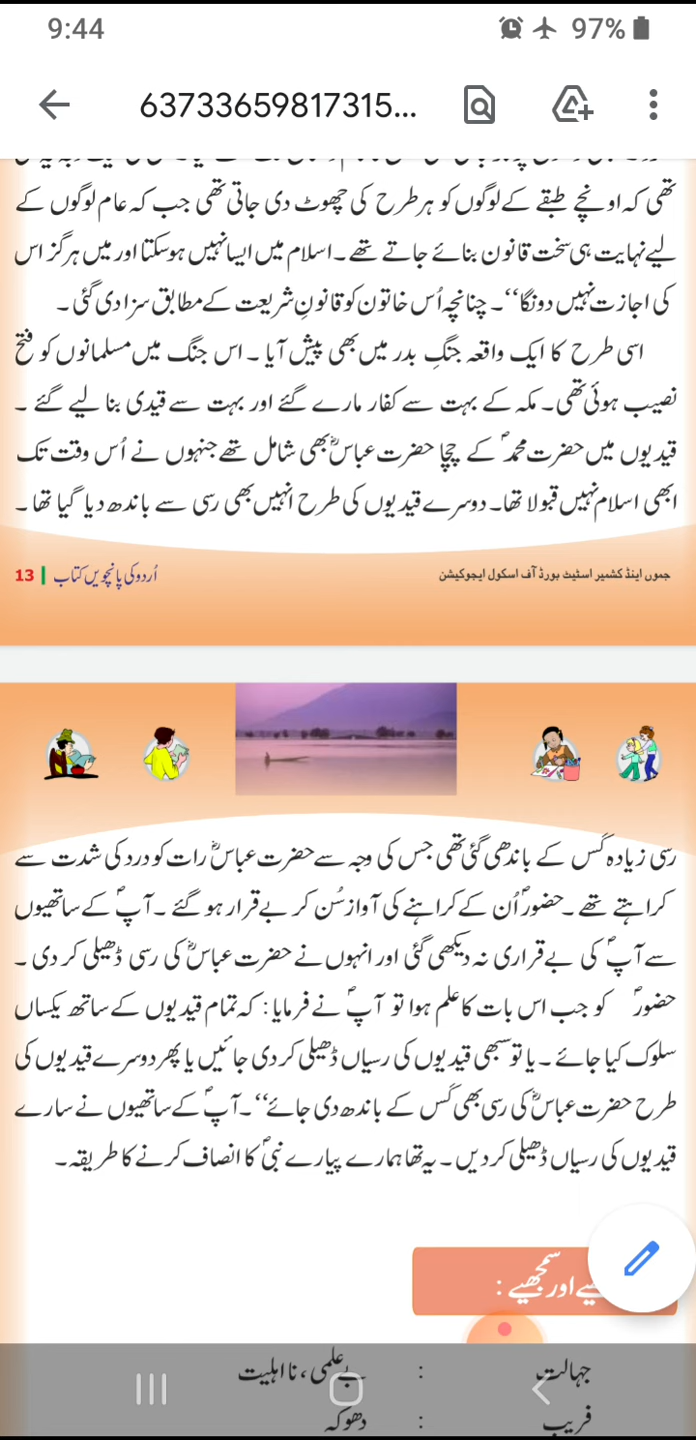 9:44
97%
63733659817315...
تھی کہ اونچے طبقے کے لوگوں کو ہر طرح کی چھوٹ دی جاتی تھی جب کہ عام لوگوں کے
لیے نہایت ہی سخت قانون بنائے جاتے تھے۔ اسلام میں ایسا نہیں ہوسکتا اور میں ہرگز اس
کی اجازت نہیں دونگا‘‘۔ چنانچہ اُس خاتون کو قانونِ شریعت کے مطابق سزا دی گئی۔
اسی طرح کا ایک واقعہ جنگِ بدر میں بھی پیش آیا۔ اس جنگ میں مسلمانوں کو فتح
نصیب ہوئی تھی۔ مکہ کے بہت سے کفار مارے گئے اور بہت سے قیدی بنا لیے گئے۔
قیدیوں میں حضرت محمدؐ کے چچا حضرت عباسؓ بھی شامل تھے جنہوں نے اُس وقت تک
ابھی اسلام نہیں قبولا تھا۔ دوسرے قیدیوں کی طرح انہیں بھی رسی سے باندھ دیا گیا تھا۔
جموں اینڈ کشمیر اسٹیٹ بورڈ آف اسکول ایجوکیشن
اُردو کی پانچویں کتاب | 13
رسی زیادہ کَس کے باندھی گئی تھی جس کی وجہ سے حضرت عباسؓ رات کو درد کی شدت سے
کراہتے تھے۔ حضورؐ اُن کے کراہنے کی آواز سُن کر بے قرار ہو گئے۔ آپؐ کے ساتھیوں
سے آپؐ کی بے قراری نہ دیکھی گئی اور انہوں نے حضرت عباسؓ کی رسی ڈھیلی کر دی۔
حضورؐ کو جب اس بات کا علم ہوا تو آپؐ نے فرمایا: کہ تمام قیدیوں کے ساتھ یکساں
سلوک کیا جائے۔ یا تو سبھی قیدیوں کی رسیاں ڈھیلی کر دی جائیں یا پھر دوسرے قیدیوں کی
طرح حضرت عباسؓ کی رسی بھی کَس کے باندھ دی جائے‘‘۔ آپؐ کے ساتھیوں نے سارے
قیدیوں کی رسیاں ڈھیلی کر دیں۔ یہ تھا ہمارے پیارے نبیؐ کا انصاف کرنے کا طریقہ۔
اور سمجھیے :
جہالت : بے علمی، نااہلیت
فریب : دھوکہ